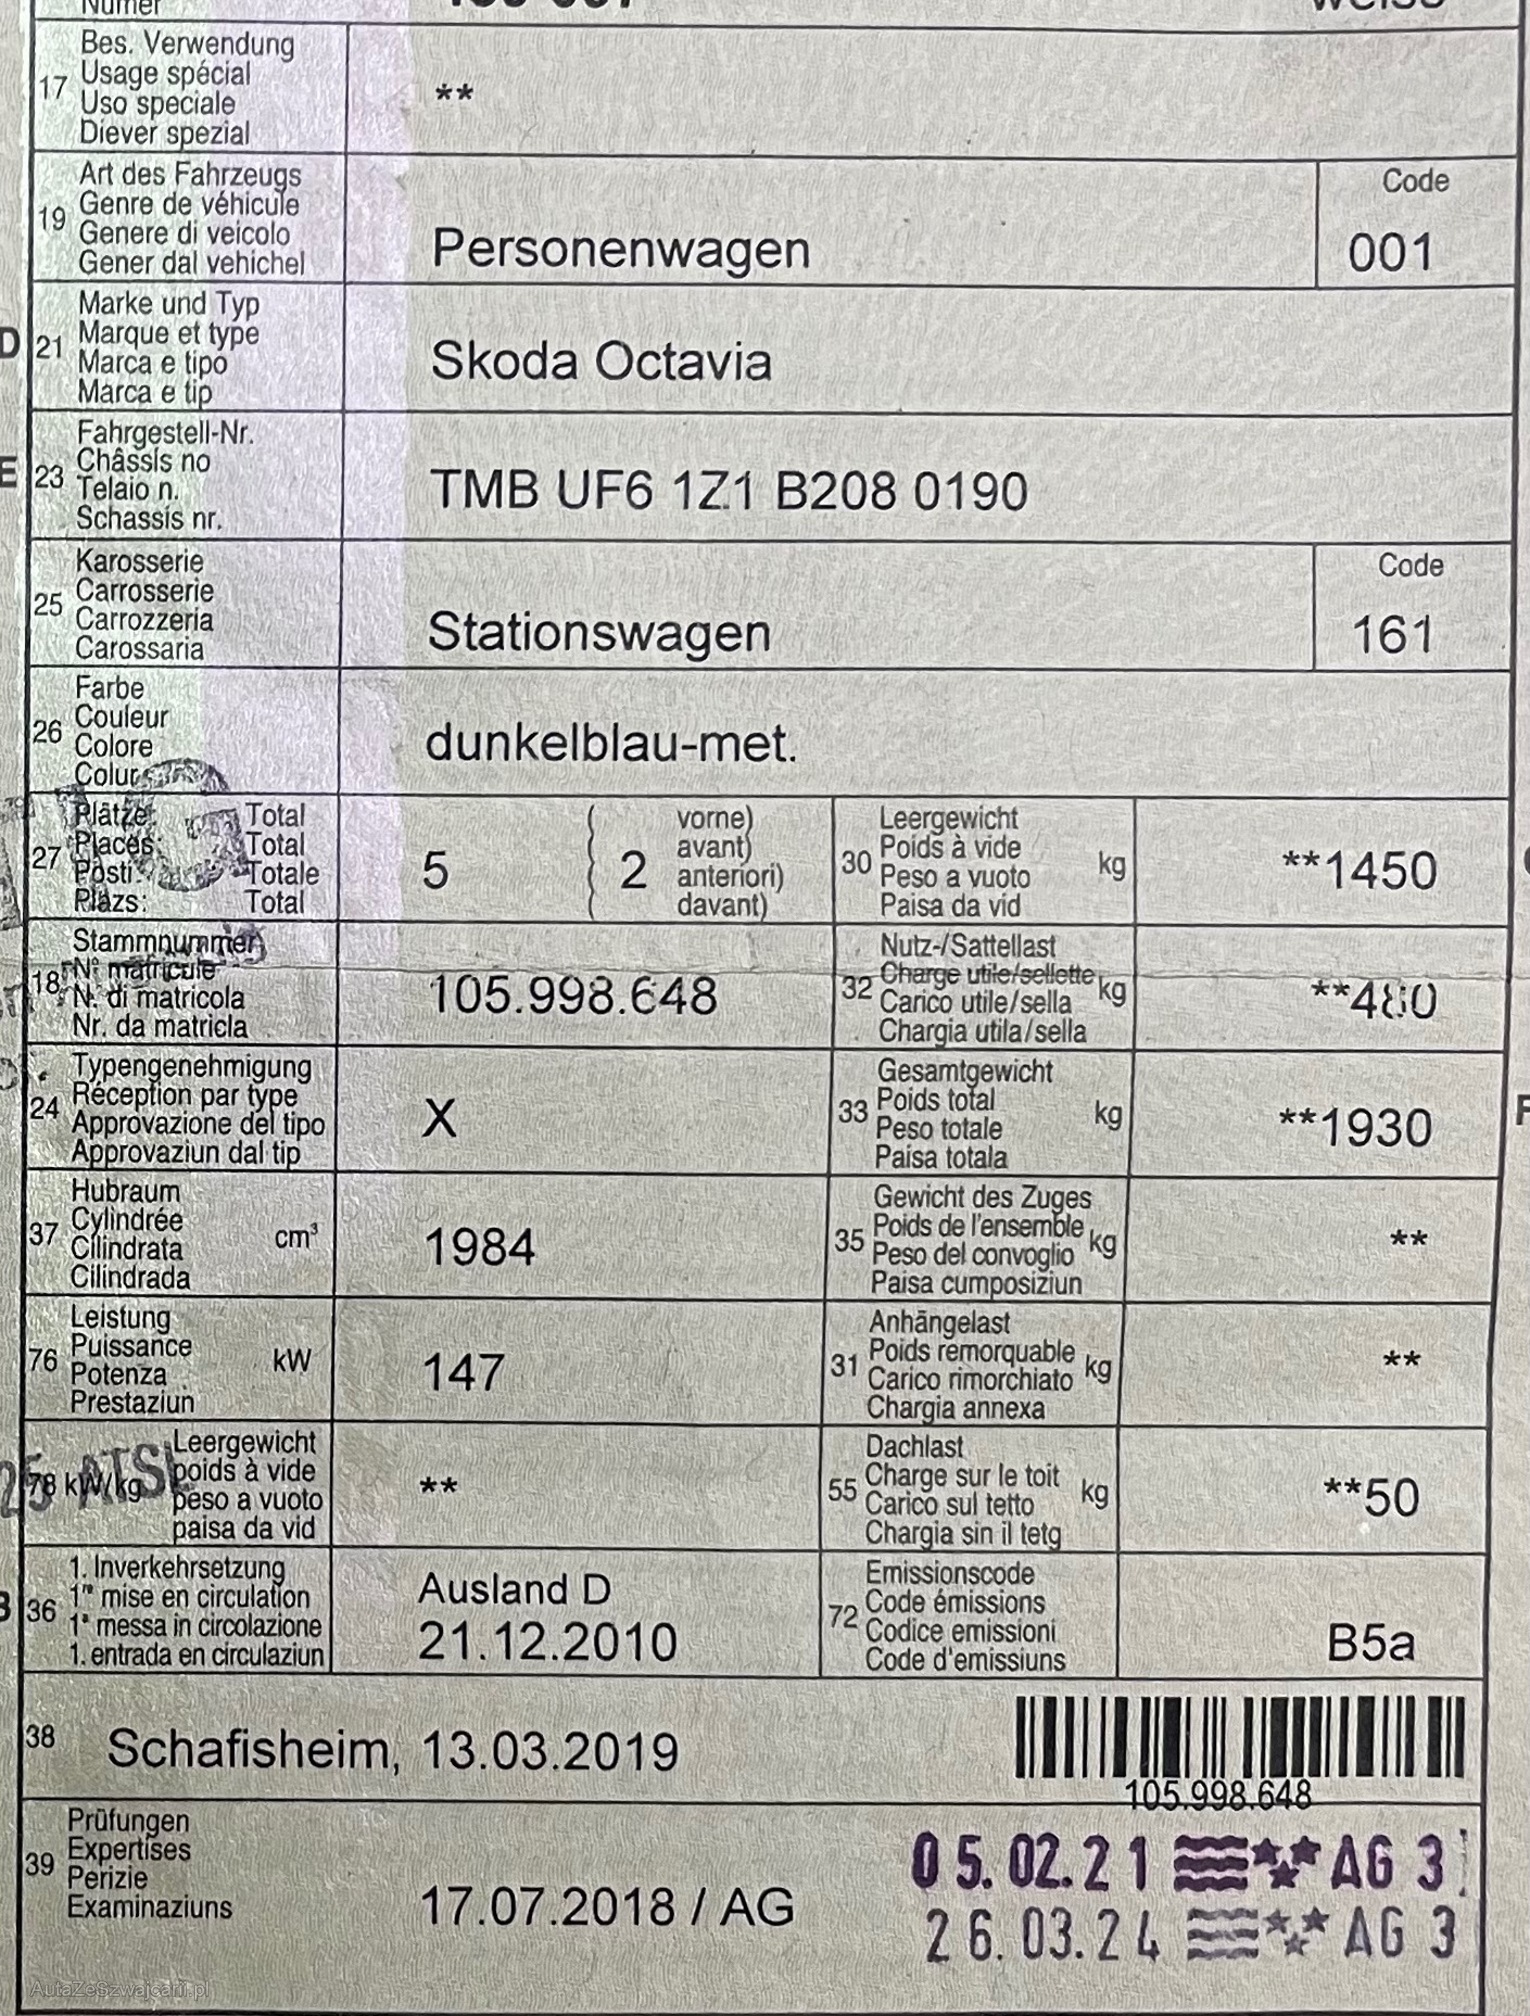 Numer
17 Bes. Verwendung
Usage spécial
Uso speciale
Diever spezial
**
19 Art des Fahrzeugs
Genre de véhicule
Genere di veicolo
Gener dal vehichel
Personenwagen
Code
001
D 21 Marke und Typ
Marque et type
Marca e tipo
Marca e tip
Skoda Octavia
E 23 Fahrgestell-Nr.
Châssis no
Telaio n.
Schassis nr.
TMB UF6 1Z1 B208 0190
25 Karosserie
Carrosserie
Carrozzeria
Carossaria
Stationswagen
Code
161
26 Farbe
Couleur
Colore
Colur
dunkelblau-met.
27 Plätze: Total
Places: Total
Posti: Totale
Plazs: Total
5 ( 2 vorne)
avant)
anteriori)
davant)
30 Leergewicht
Poids à vide
Peso a vuoto
Paisa da vid
kg
**1450
18 Stammnummer
N° matricule
N. di matricola
Nr. da matricla
105.998.648
32 Nutz-/Sattellast
Charge utile/sellette
Carico utile/sella
Chargia utila/sella
kg
**480
24 Typengenehmigung
Réception par type
Approvazione del tipo
Approvaziun dal tip
X
33 Gesamtgewicht
Poids total
Peso totale
Paisa totala
kg
**1930
37 Hubraum
Cylindrée
Cilindrata
Cilindrada
cm³
1984
35 Gewicht des Zuges
Poids de l'ensemble
Peso del convoglio
Paisa cumposiziun
kg
**
76 Leistung
Puissance
Potenza
Prestaziun
kW
147
31 Anhängelast
Poids remorquable
Carico rimorchiato
Chargia annexa
kg
**
78 kW/kg Leergewicht
poids à vide
peso a vuoto
paisa da vid
**
55 Dachlast
Charge sur le toit
Carico sul tetto
Chargia sin il tetg
kg
**50
36 1. Inverkehrsetzung
1re mise en circulation
1a messa in circolazione
1. entrada en circulaziun
Ausland D
21.12.2010
72 Emissionscode
Code émissions
Codice emissioni
Code d'emissiuns
B5a
38 Schafisheim, 13.03.2019
105.998.648
39 Prüfungen
Expertises
Perizie
Examinaziuns
17.07.2018 / AG
05.02.21 AG 3
26.03.24 AG 3
AutaZeSzwajcarii.pl